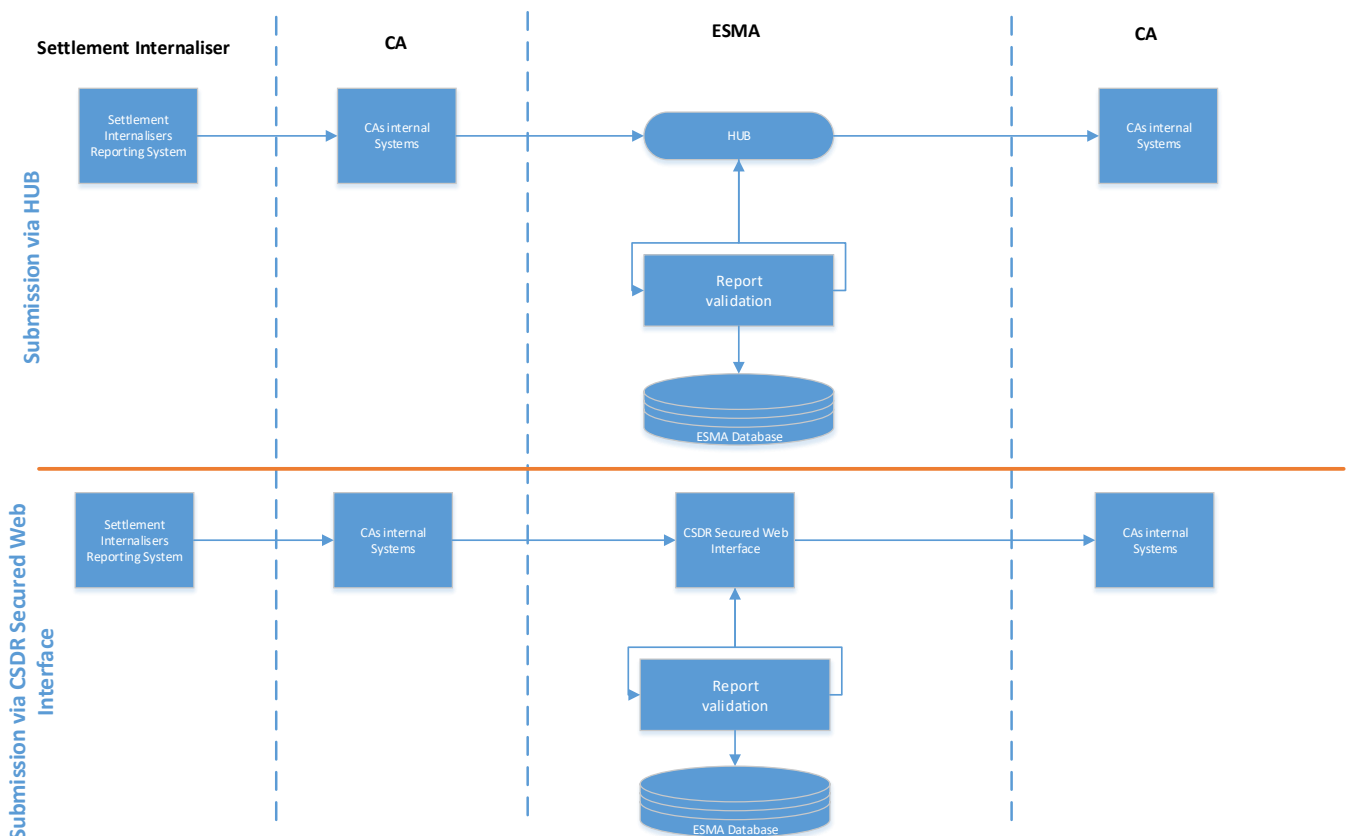 Settlement Internaliser
CA
ESMA
CA
Submission via HUB
Settlement
Internalisers
Reporting System
CAs internal
Systems
HUB
CAs internal
Systems
Report
validation
ESMA Database
Submission via CSDR Secured Web
Interface
Settlement
Internalisers
Reporting System
CAs internal
Systems
CSDR Secured Web
Interface
CAs internal
Systems
Report
validation
ESMA Database